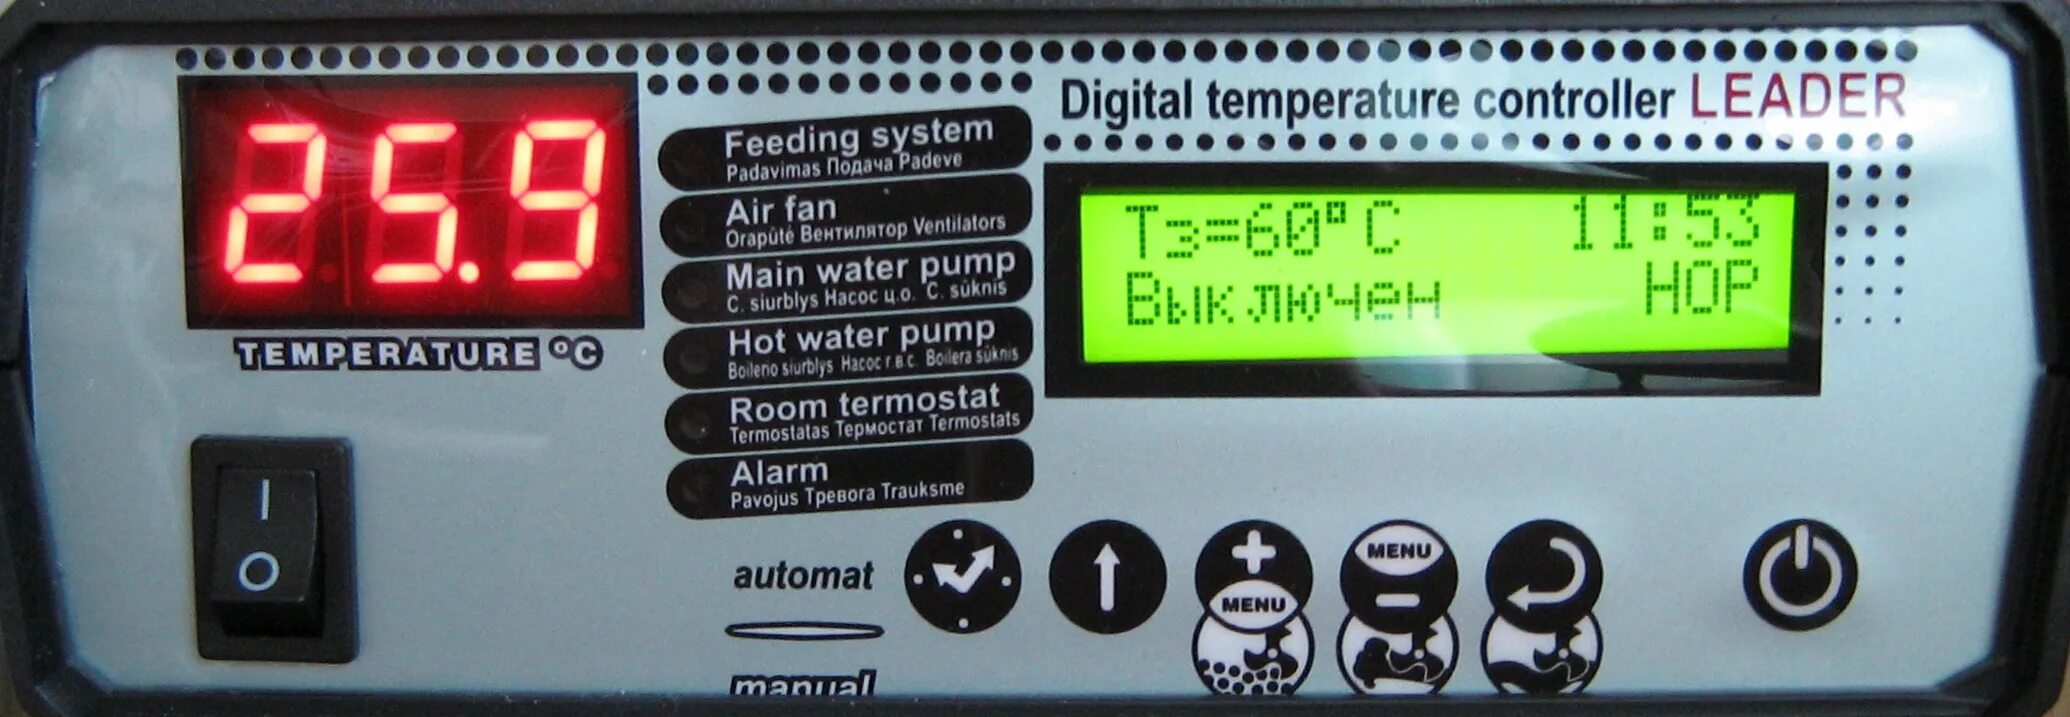 25.9
TEMPERATURE °C
Feeding system
Padavimas Подача Padeve
Air fan
Orapūtė Вентилятор Ventilators
Main water pump
C. siurblys Насос ц.о. C. sūknis
Hot water pump
Boilerio siurblys Насос г.в.с. Boilera sūknis
Room termostat
Termostatas Термостат Termostats
Alarm
Pavojus Тревога Trauksme
Digital temperature controller LEADER
Тз=60°C 11:53
Выключен НОР
automat
manual
MENU
MENU